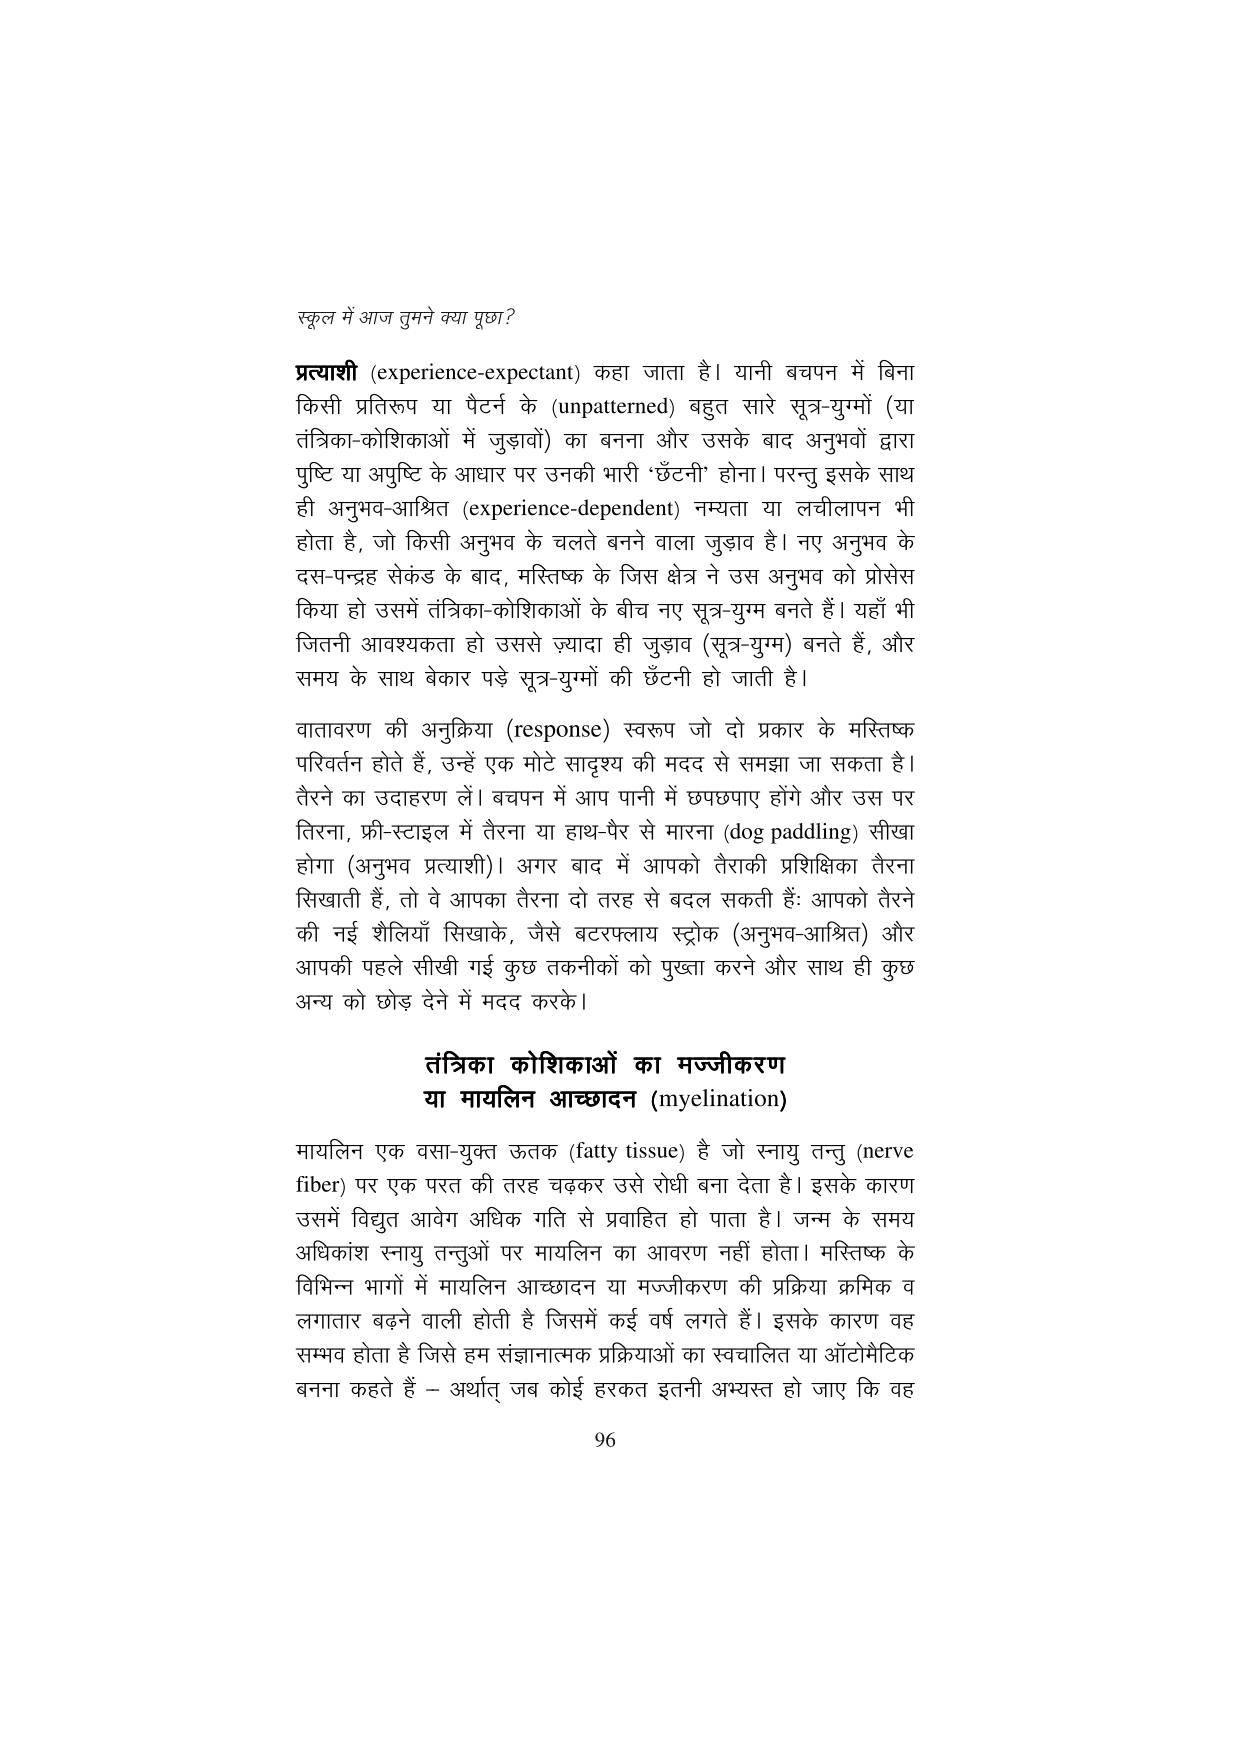 स्कूल में आज तुमने क्या पूछा?
प्रत्याशी (experience-expectant) कहा जाता है। यानी बचपन में बिना
किसी प्रतिरूप या पैटर्न के (unpatterned) बहुत सारे सूत्र-युग्मों (या
तंत्रिका-कोशिकाओं में जुड़ावों) का बनना और उसके बाद अनुभवों द्वारा
पुष्टि या अपुष्टि के आधार पर उनकी भारी ‘छँटनी’ होना। परन्तु इसके साथ
ही अनुभव-आश्रित (experience-dependent) नम्यता या लचीलापन भी
होता है, जो किसी अनुभव के चलते बनने वाला जुड़ाव है। नए अनुभव के
दस-पन्द्रह सेकंड के बाद, मस्तिष्क के जिस क्षेत्र ने उस अनुभव को प्रोसेस
किया हो उसमें तंत्रिका-कोशिकाओं के बीच नए सूत्र-युग्म बनते हैं। यहाँ भी
जितनी आवश्यकता हो उससे ज़्यादा ही जुड़ाव (सूत्र-युग्म) बनते हैं, और
समय के साथ बेकार पड़े सूत्र-युग्मों की छँटनी हो जाती है।
वातावरण की अनुक्रिया (response) स्वरूप जो दो प्रकार के मस्तिष्क
परिवर्तन होते हैं, उन्हें एक मोटे सादृश्य की मदद से समझा जा सकता है।
तैरने का उदाहरण लें। बचपन में आप पानी में छपछपाए होंगे और उस पर
तिरना, फ्री-स्टाइल में तैरना या हाथ-पैर से मारना (dog paddling) सीखा
होगा (अनुभव प्रत्याशी)। अगर बाद में आपको तैराकी प्रशिक्षिका तैरना
सिखाती हैं, तो वे आपका तैरना दो तरह से बदल सकती हैं: आपको तैरने
की नई शैलियाँ सिखाके, जैसे बटरफ्लाय स्ट्रोक (अनुभव-आश्रित) और
आपकी पहले सीखी गई कुछ तकनीकों को पुख्ता करने और साथ ही कुछ
अन्य को छोड़ देने में मदद करके।
तंत्रिका कोशिकाओं का मज्जीकरण
या मायलिन आच्छादन (myelination)
मायलिन एक वसा-युक्त ऊतक (fatty tissue) है जो स्नायु तन्तु (nerve
fiber) पर एक परत की तरह चढ़कर उसे रोधी बना देता है। इसके कारण
उसमें विद्युत आवेग अधिक गति से प्रवाहित हो पाता है। जन्म के समय
अधिकांश स्नायु तन्तुओं पर मायलिन का आवरण नहीं होता। मस्तिष्क के
विभिन्न भागों में मायलिन आच्छादन या मज्जीकरण की प्रक्रिया क्रमिक व
लगातार बढ़ने वाली होती है जिसमें कई वर्ष लगते हैं। इसके कारण वह
सम्भव होता है जिसे हम संज्ञानात्मक प्रक्रियाओं का स्वचालित या ऑटोमैटिक
बनना कहते हैं – अर्थात् जब कोई हरकत इतनी अभ्यस्त हो जाए कि वह
96